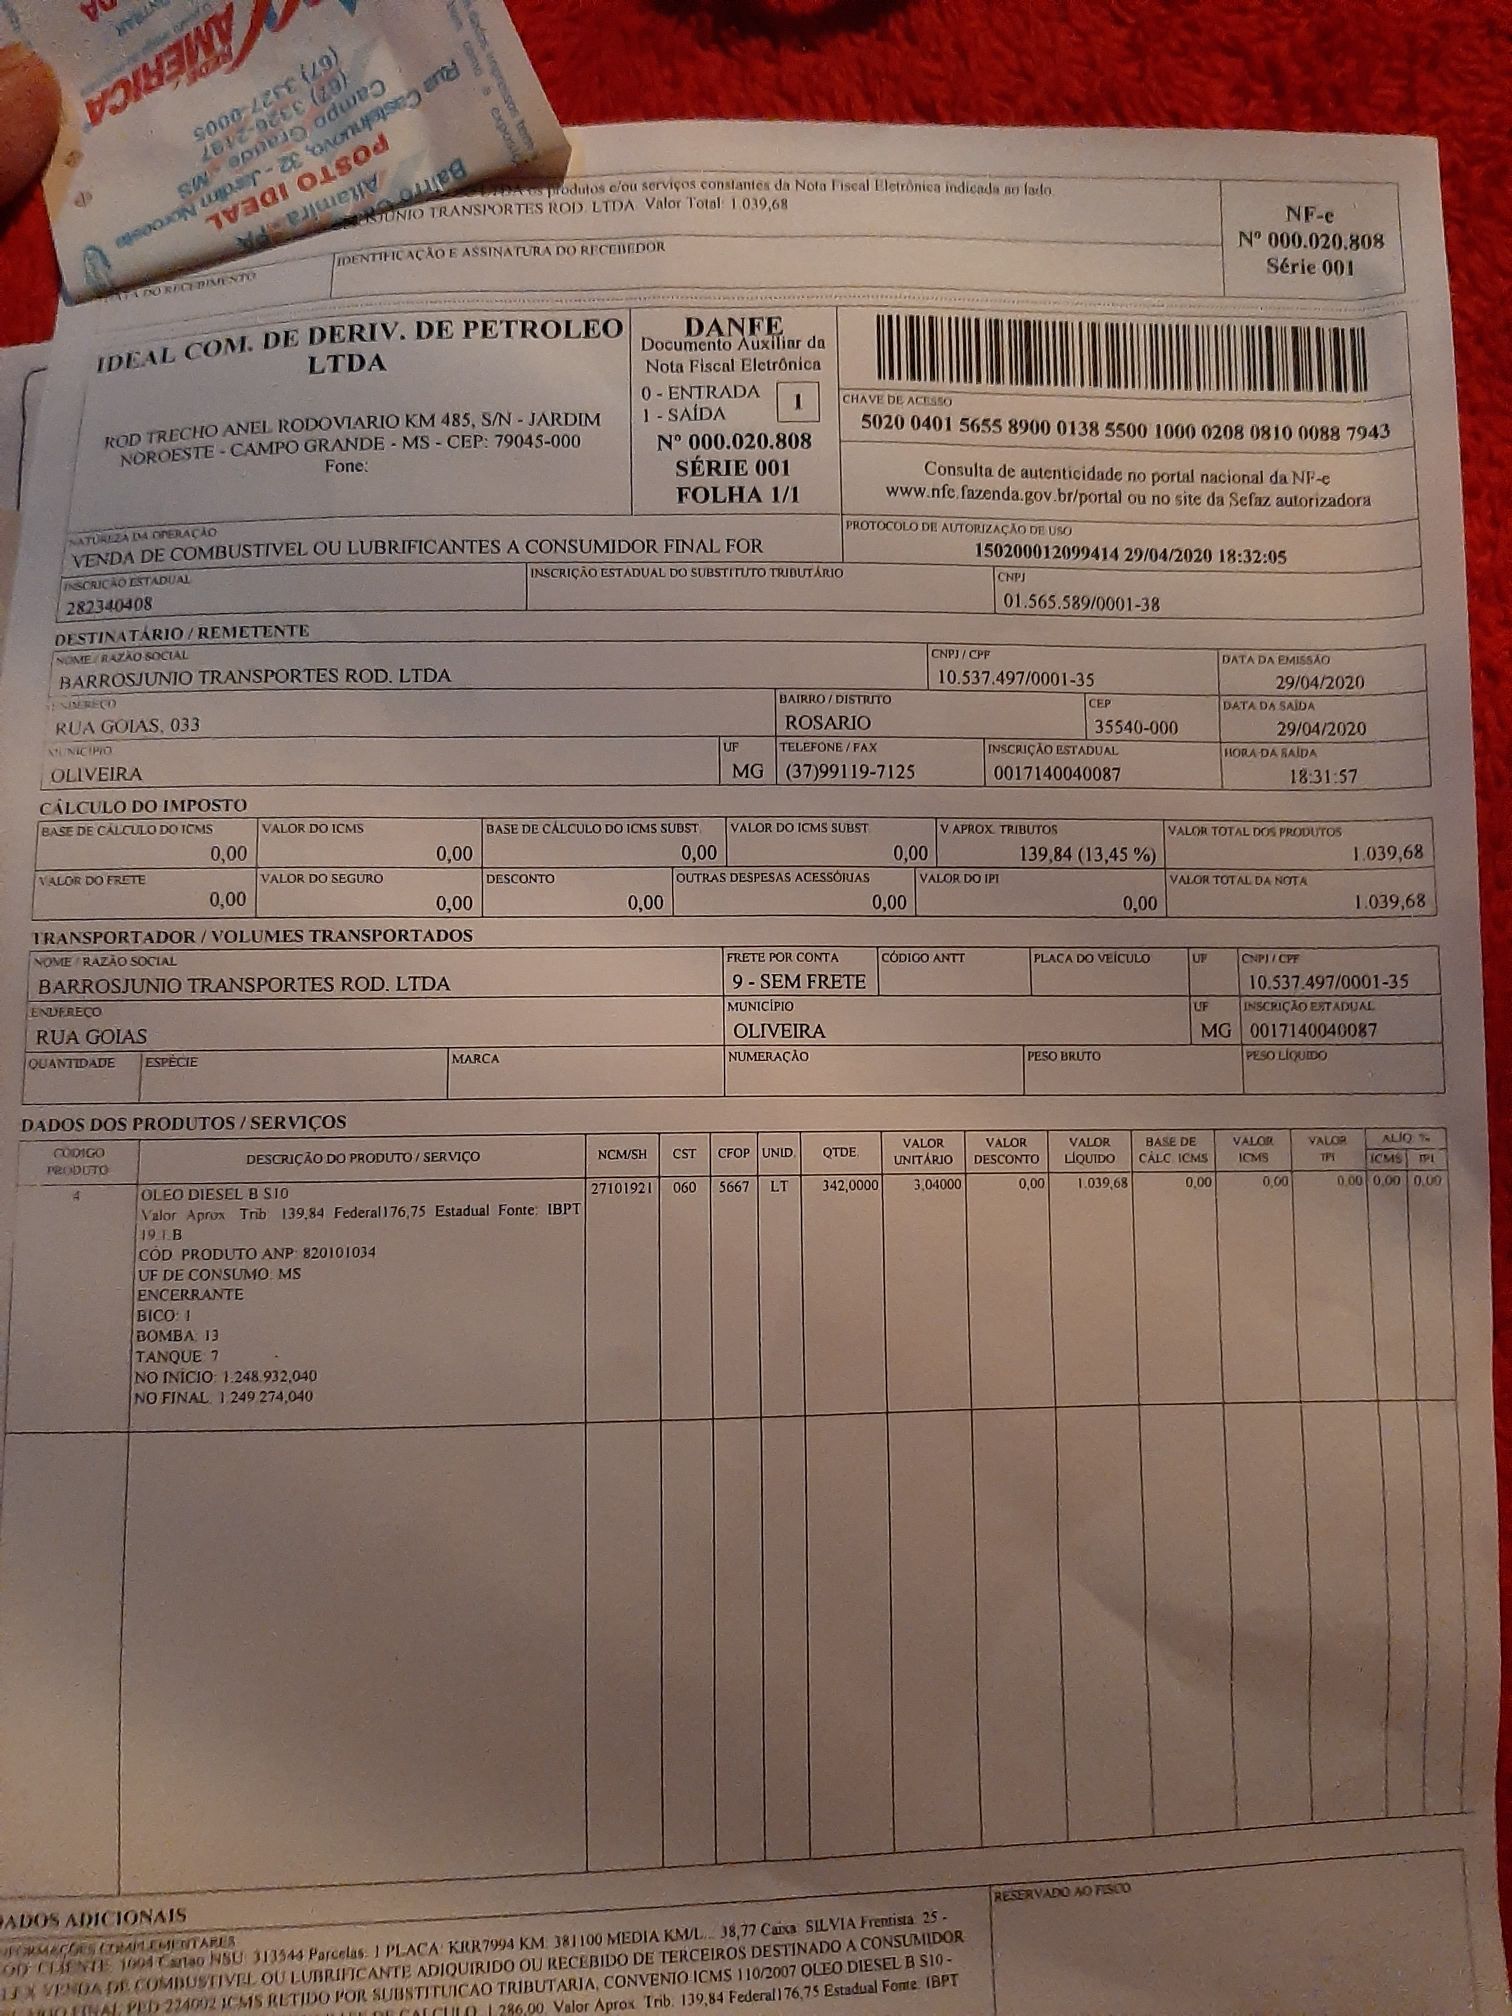 REDE AMÉRICA
POSTO IDEAL
Rua Castelnuovo, 32 - Jardim Noroeste
Campo Grande - MS
(67) 3326-2197
(67) 3327-0005
Bairro
Altamira - PA
os produtos e/ou serviços constantes da Nota Fiscal Eletrônica indicada ao lado
TRANSPORTES ROD. LTDA. Valor Total: 1.039,68
IDENTIFICAÇÃO E ASSINATURA DO RECEBEDOR
DATA DO RECEBIMENTO
NF-e
Nº 000.020.808
Série 001
IDEAL COM. DE DERIV. DE PETROLEO
LTDA
ROD TRECHO ANEL RODOVIARIO KM 485, S/N - JARDIM
NOROESTE - CAMPO GRANDE - MS - CEP: 79045-000
Fone:
DANFE
Documento Auxiliar da
Nota Fiscal Eletrônica
0 - ENTRADA
1 - SAÍDA
1
Nº 000.020.808
SÉRIE 001
FOLHA 1/1
CHAVE DE ACESSO
5020 0401 5655 8900 0138 5500 1000 0208 0810 0088 7943
Consulta de autenticidade no portal nacional da NF-e
www.nfe.fazenda.gov.br/portal ou no site da Sefaz autorizadora
NATUREZA DA OPERAÇÃO
VENDA DE COMBUSTIVEL OU LUBRIFICANTES A CONSUMIDOR FINAL FOR
PROTOCOLO DE AUTORIZAÇÃO DE USO
150200012099414 29/04/2020 18:32:05
INSCRIÇÃO ESTADUAL
282340408
INSCRIÇÃO ESTADUAL DO SUBSTITUTO TRIBUTÁRIO
CNPJ
01.565.589/0001-38
DESTINATÁRIO / REMETENTE
NOME / RAZÃO SOCIAL
BARROSJUNIO TRANSPORTES ROD. LTDA
CNPJ / CPF
10.537.497/0001-35
DATA DA EMISSÃO
29/04/2020
ENDEREÇO
RUA GOIAS, 033
BAIRRO / DISTRITO
ROSARIO
CEP
35540-000
DATA DA SAÍDA
29/04/2020
MUNICÍPIO
OLIVEIRA
UF
MG
TELEFONE / FAX
(37)99119-7125
INSCRIÇÃO ESTADUAL
0017140040087
HORA DA SAÍDA
18:31:57
CÁLCULO DO IMPOSTO
BASE DE CÁLCULO DO ICMS
0,00
VALOR DO ICMS
0,00
BASE DE CÁLCULO DO ICMS SUBST.
0,00
VALOR DO ICMS SUBST.
0,00
V.APROX. TRIBUTOS
139,84 (13,45 %)
VALOR TOTAL DOS PRODUTOS
1.039,68
VALOR DO FRETE
0,00
VALOR DO SEGURO
0,00
DESCONTO
0,00
OUTRAS DESPESAS ACESSÓRIAS
0,00
VALOR DO IPI
0,00
VALOR TOTAL DA NOTA
1.039,68
TRANSPORTADOR / VOLUMES TRANSPORTADOS
NOME / RAZÃO SOCIAL
BARROSJUNIO TRANSPORTES ROD. LTDA
FRETE POR CONTA
9 - SEM FRETE
CÓDIGO ANTT
PLACA DO VEÍCULO
UF
CNPJ / CPF
10.537.497/0001-35
ENDEREÇO
RUA GOIAS
MUNICÍPIO
OLIVEIRA
UF
MG
INSCRIÇÃO ESTADUAL
0017140040087
QUANTIDADE
ESPÉCIE
MARCA
NUMERAÇÃO
PESO BRUTO
PESO LÍQUIDO
DADOS DOS PRODUTOS / SERVIÇOS
CÓDIGO PRODUTO DESCRIÇÃO DO PRODUTO / SERVIÇO NCM/SH CST CFOP UNID. QTDE. VALOR UNITÁRIO VALOR DESCONTO VALOR LÍQUIDO BASE DE CÁLC. ICMS VALOR ICMS VALOR IPI ALIQ % ICMS IPI
4 OLEO DIESEL B S10 27101921 060 5667 LT 342,0000 3,04000 0,00 1.039,68 0,00 0,00 0,00 0,00 0,00
Valor Aprox Trib 139,84 Federal176,75 Estadual Fonte: IBPT
19.1.B
CÓD. PRODUTO ANP: 820101034
UF DE CONSUMO: MS
ENCERRANTE
BICO: 1
BOMBA: 13
TANQUE: 7
NO INÍCIO: 1.248.932,040
NO FINAL: 1.249.274,040
DADOS ADICIONAIS
INFORMAÇÕES COMPLEMENTARES
RESERVADO AO FISCO
COD CLIENTE: 1004 Cartao NSU: 313544 Parcelas: 1 PLACA: KRR7994 KM: 381100 MEDIA KM/L... 38,77 Caixa: SILVIA Frentista: 25 -
VENDA DE COMBUSTIVEL OU LUBRIFICANTE ADQUIRIDO OU RECEBIDO DE TERCEIROS DESTINADO A CONSUMIDOR
FINAL PED 224002 ICMS RETIDO POR SUBSTITUICAO TRIBUTARIA, CONVENIO ICMS 110/2007 OLEO DIESEL B S10 -
DE CALCULO 1.286,00. Valor Aprox. Trib. 139,84 Federal176,75 Estadual Fonte: IBPT